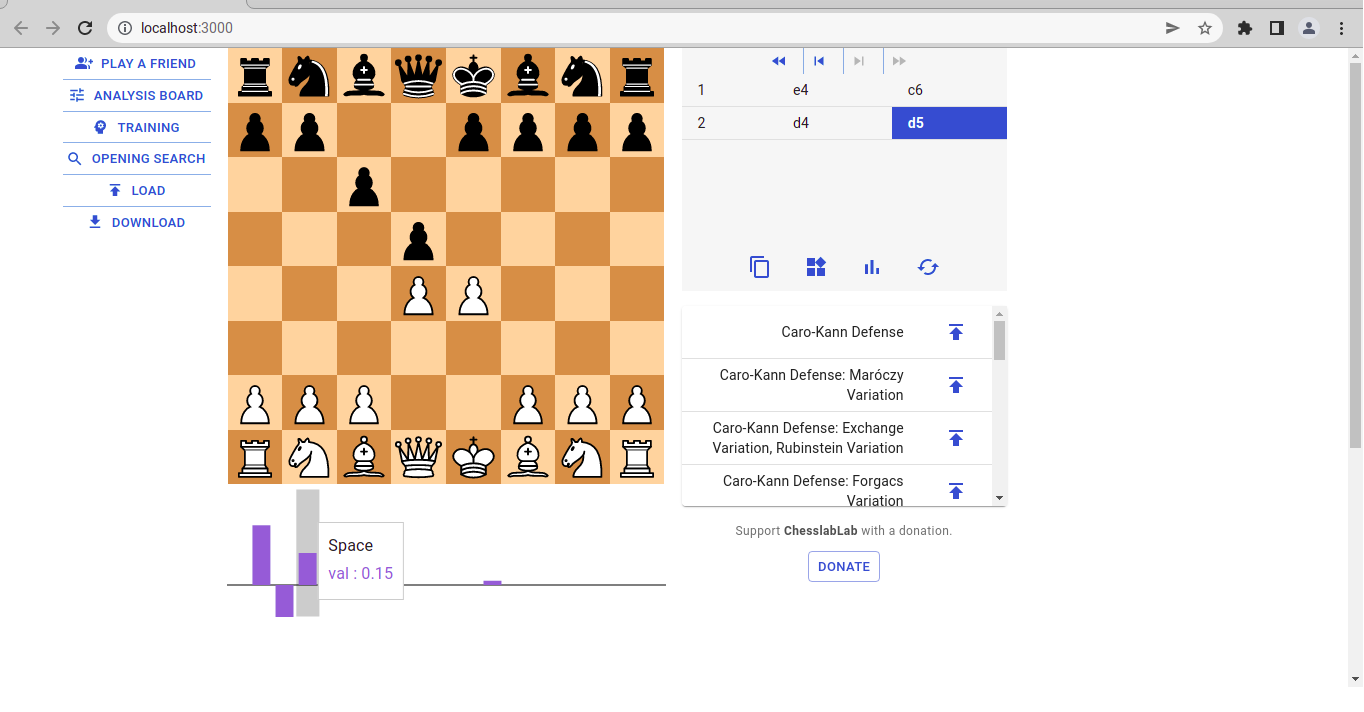 localhost:3000
PLAY A FRIEND
ANALYSIS BOARD
TRAINING
OPENING SEARCH
LOAD
DOWNLOAD
1 e4 c6
2 d4 d5
Caro-Kann Defense
Caro-Kann Defense: Maróczy
Variation
Caro-Kann Defense: Exchange
Variation, Rubinstein Variation
Caro-Kann Defense: Forgacs
Variation
Space
val : 0.15
Support ChesslabLab with a donation.
DONATE